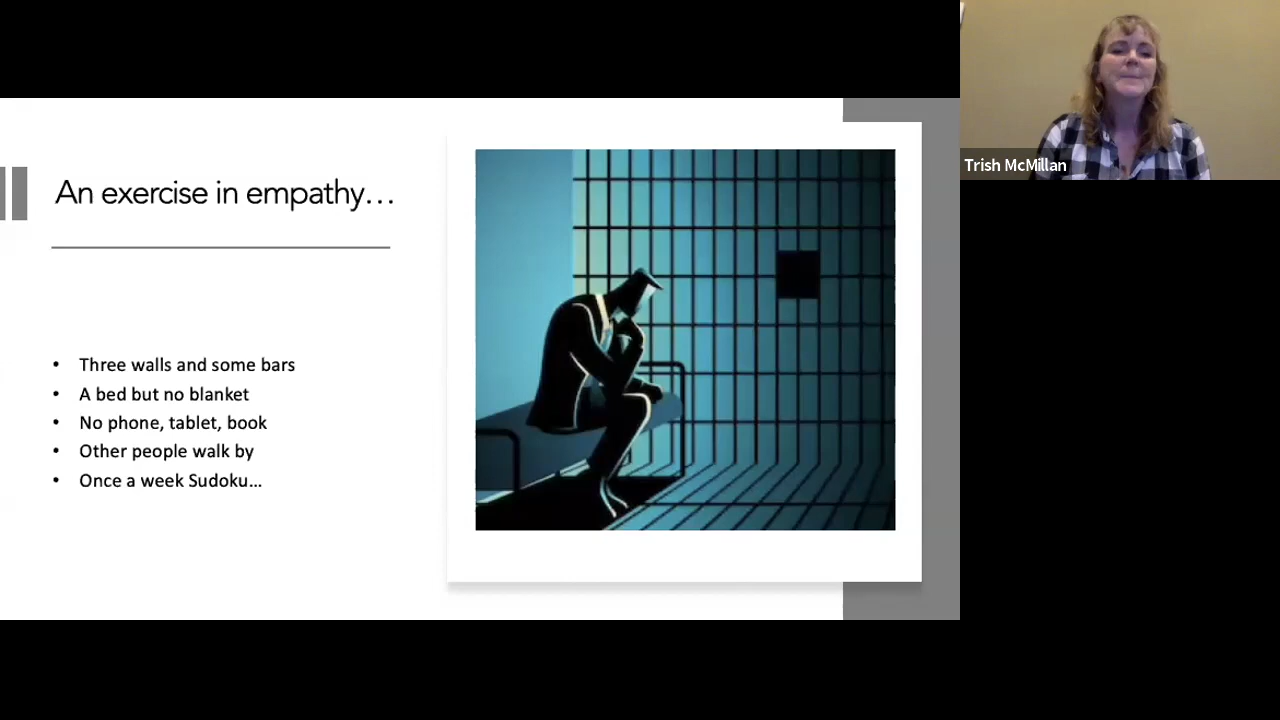 An exercise in empathy…
• Three walls and some bars
• A bed but no blanket
• No phone, tablet, book
• Other people walk by
• Once a week Sudoku…
Trish McMillan